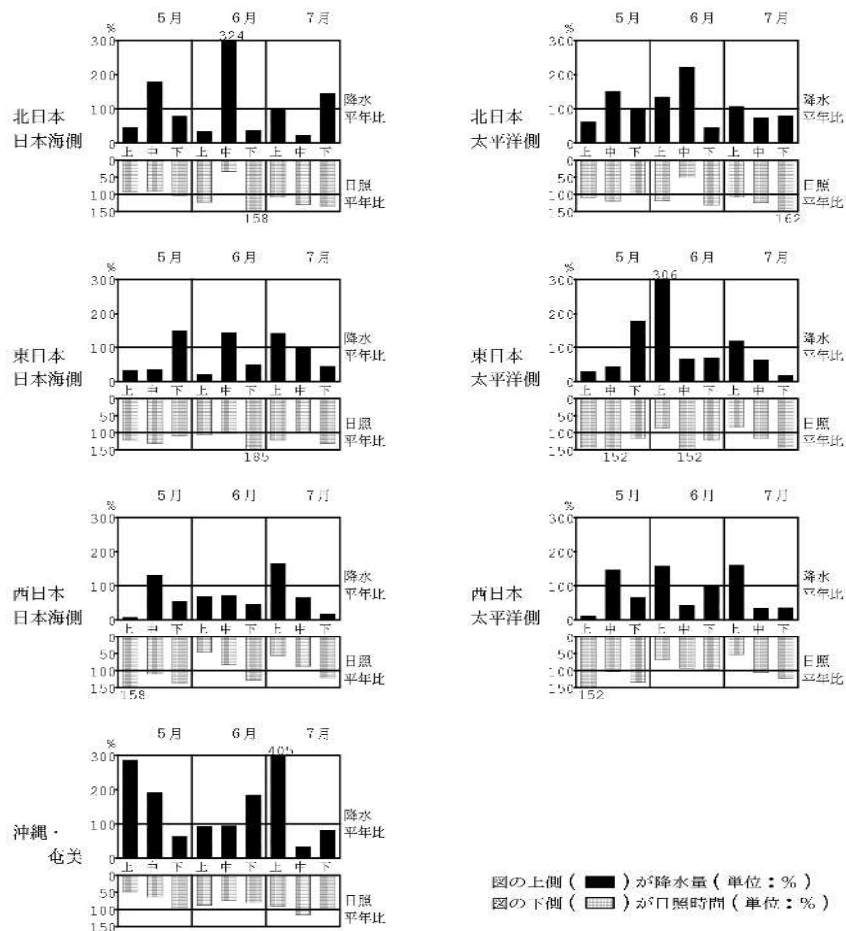 5月 6月 7月
%
324
300
200
100
0
上 中 下 上 中 下 上 中 下
0
50
100
150
158
北日本
日本海側
降水
平年比
日照
平年比
5月 6月 7月
%
300
200
100
0
上 中 下 上 中 下 上 中 下
0
50
100
150
162
北日本
太平洋側
降水
平年比
日照
平年比
5月 6月 7月
%
300
200
100
0
上 中 下 上 中 下 上 中 下
0
50
100
150
185
東日本
日本海側
降水
平年比
日照
平年比
5月 6月 7月
%
306
300
200
100
0
上 中 下 上 中 下 上 中 下
0
50
100
150
152 152
東日本
太平洋側
降水
平年比
日照
平年比
5月 6月 7月
%
300
200
100
0
上 中 下 上 中 下 上 中 下
0
50
100
150
158
西日本
日本海側
降水
平年比
日照
平年比
5月 6月 7月
%
300
200
100
0
上 中 下 上 中 下 上 中 下
0
50
100
150
152
西日本
太平洋側
降水
平年比
日照
平年比
5月 6月 7月
%
405
300
200
100
0
上 中 下 上 中 下 上 中 下
0
50
100
150
沖縄・
奄美
降水
平年比
日照
平年比
図の上側(　)が降水量(単位:%)
図の下側(　)が日照時間(単位:%)